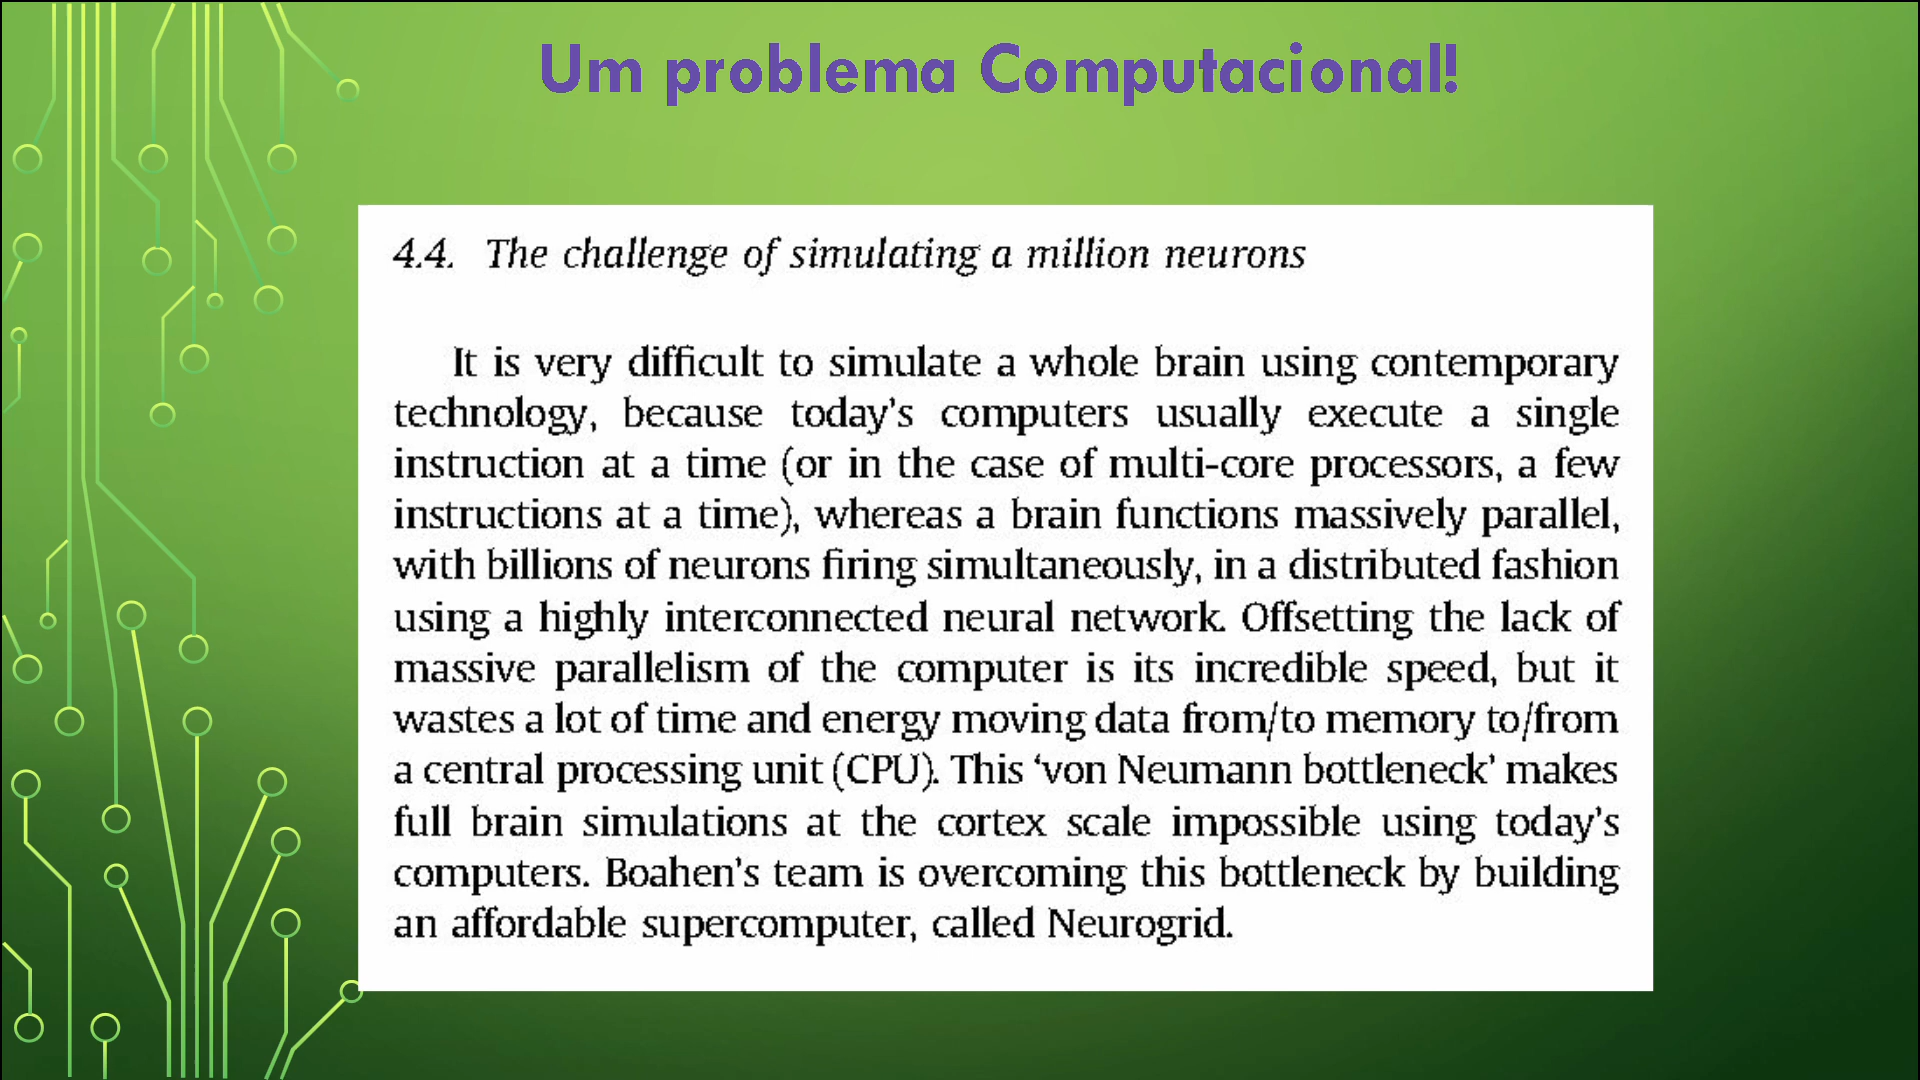 Um problema Computacional!
4.4. The challenge of simulating a million neurons
It is very difficult to simulate a whole brain using contemporary
technology, because today's computers usually execute a single
instruction at a time (or in the case of multi-core processors, a few
instructions at a time), whereas a brain functions massively parallel,
with billions of neurons firing simultaneously, in a distributed fashion
using a highly interconnected neural network. Offsetting the lack of
massive parallelism of the computer is its incredible speed, but it
wastes a lot of time and energy moving data from/to memory to/from
a central processing unit (CPU). This ‘von Neumann bottleneck’ makes
full brain simulations at the cortex scale impossible using today's
computers. Boahen's team is overcoming this bottleneck by building
an affordable supercomputer, called Neurogrid.